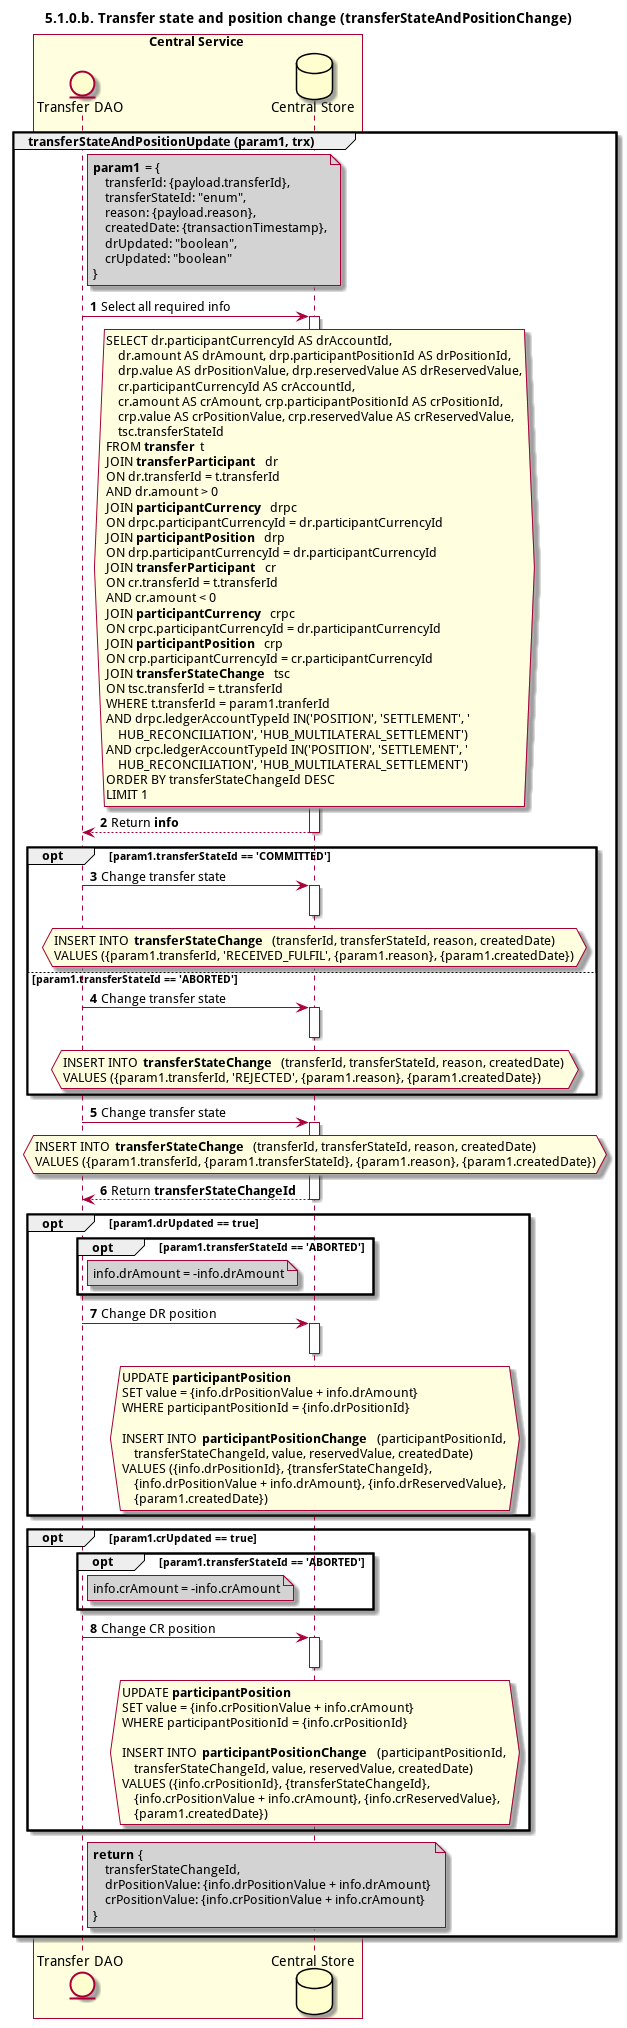 5.1.0.b. Transfer state and position change (transferStateAndPositionChange)
Central Service
Transfer DAO
Central Store
transferStateAndPositionUpdate (param1, trx)
param1 = {
transferId: {payload.transferId},
transferStateId: "enum",
reason: {payload.reason},
createdDate: {transactionTimestamp},
drUpdated: "boolean",
crUpdated: "boolean"
}
1 Select all required info
SELECT dr.participantCurrencyId AS drAccountId,
dr.amount AS drAmount, drp.participantPositionId AS drPositionId,
drp.value AS drPositionValue, drp.reservedValue AS drReservedValue,
cr.participantCurrencyId AS crAccountId,
cr.amount AS crAmount, crp.participantPositionId AS crPositionId,
crp.value AS crPositionValue, crp.reservedValue AS crReservedValue,
tsc.transferStateId
FROM transfer t
JOIN transferParticipant dr
ON dr.transferId = t.transferId
AND dr.amount > 0
JOIN participantCurrency drpc
ON drpc.participantCurrencyId = dr.participantCurrencyId
JOIN participantPosition drp
ON drp.participantCurrencyId = dr.participantCurrencyId
JOIN transferParticipant cr
ON cr.transferId = t.transferId
AND cr.amount < 0
JOIN participantCurrency crpc
ON crpc.participantCurrencyId = dr.participantCurrencyId
JOIN participantPosition crp
ON crp.participantCurrencyId = cr.participantCurrencyId
JOIN transferStateChange tsc
ON tsc.transferId = t.transferId
WHERE t.transferId = param1.tranferId
AND drpc.ledgerAccountTypeId IN('POSITION', 'SETTLEMENT', '
HUB_RECONCILIATION', 'HUB_MULTILATERAL_SETTLEMENT')
AND crpc.ledgerAccountTypeId IN('POSITION', 'SETTLEMENT', '
HUB_RECONCILIATION', 'HUB_MULTILATERAL_SETTLEMENT')
ORDER BY transferStateChangeId DESC
LIMIT 1
2 Return info
opt [param1.transferStateId == 'COMMITTED']
3 Change transfer state
INSERT INTO transferStateChange (transferId, transferStateId, reason, createdDate)
VALUES ({param1.transferId, 'RECEIVED_FULFIL', {param1.reason}, {param1.createdDate})
[param1.transferStateId == 'ABORTED']
4 Change transfer state
INSERT INTO transferStateChange (transferId, transferStateId, reason, createdDate)
VALUES ({param1.transferId, 'REJECTED', {param1.reason}, {param1.createdDate})
5 Change transfer state
INSERT INTO transferStateChange (transferId, transferStateId, reason, createdDate)
VALUES ({param1.transferId, {param1.transferStateId}, {param1.reason}, {param1.createdDate})
6 Return transferStateChangeId
opt [param1.drUpdated == true]
opt [param1.transferStateId == 'ABORTED']
info.drAmount = -info.drAmount
7 Change DR position
UPDATE participantPosition
SET value = {info.drPositionValue + info.drAmount}
WHERE participantPositionId = {info.drPositionId}
INSERT INTO participantPositionChange (participantPositionId,
transferStateChangeId, value, reservedValue, createdDate)
VALUES ({info.drPositionId}, {transferStateChangeId},
{info.drPositionValue + info.drAmount}, {info.drReservedValue},
{param1.createdDate})
opt [param1.crUpdated == true]
opt [param1.transferStateId == 'ABORTED']
info.crAmount = -info.crAmount
8 Change CR position
UPDATE participantPosition
SET value = {info.crPositionValue + info.crAmount}
WHERE participantPositionId = {info.crPositionId}
INSERT INTO participantPositionChange (participantPositionId,
transferStateChangeId, value, reservedValue, createdDate)
VALUES ({info.crPositionId}, {transferStateChangeId},
{info.crPositionValue + info.crAmount}, {info.crReservedValue},
{param1.createdDate})
return {
transferStateChangeId,
drPositionValue: {info.drPositionValue + info.drAmount}
crPositionValue: {info.crPositionValue + info.crAmount}
}
Transfer DAO
Central Store